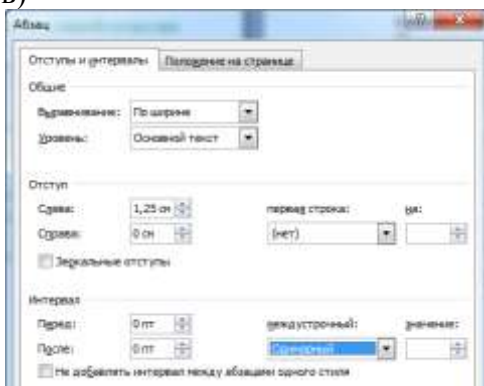 В)
Абзац
Отступы и интервалы Положение на странице
Общие
Выравнивание: По ширине
Уровень: Основной текст
Отступ
Слева: 1,25 см первая строка: на:
Справа: 0 см (нет)
Зеркальные отступы
Интервал
Перед: 0 пт междустрочный: значение:
После: 0 пт Одинарный
Не добавлять интервал между абзацами одного стиля